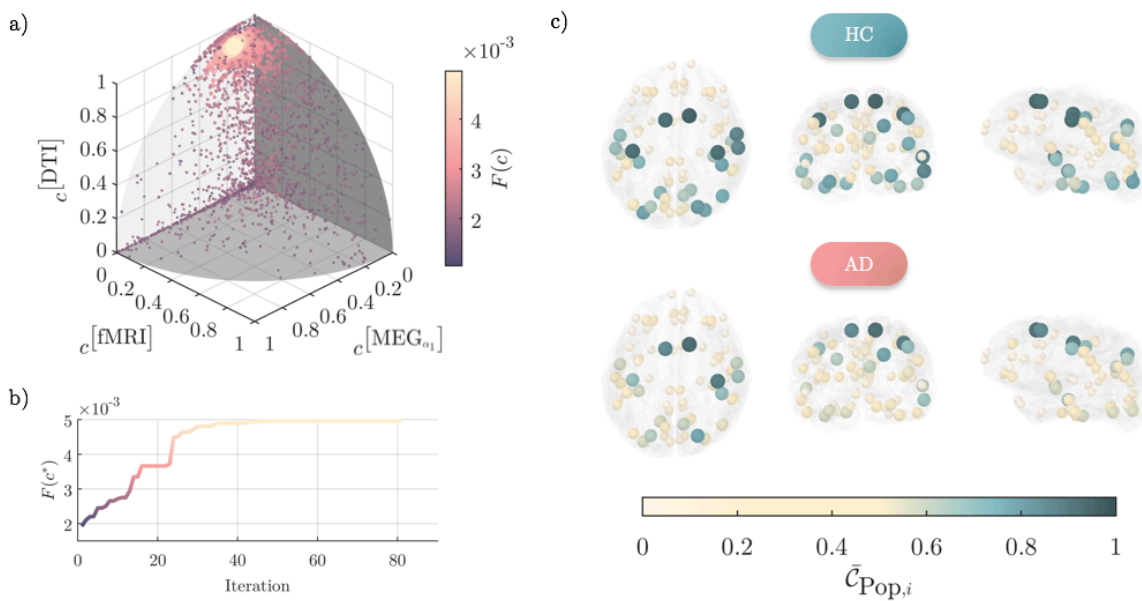 a)
c[DTI]
1
0.8
0.6
0.4
0.2
0
0
0.2
0.4
0.6
0.8
1
c[fMRI]
1
0.8
0.6
0.4
0.2
0
c[MEG_{α_1}]
×10^{-3}
4
3
2
F(c)
b)
×10^{-3}
5
4
3
2
F(c*)
0 20 40 60 80
Iteration
c)
HC
AD
0 0.2 0.4 0.6 0.8 1
C̄_{Pop,i}